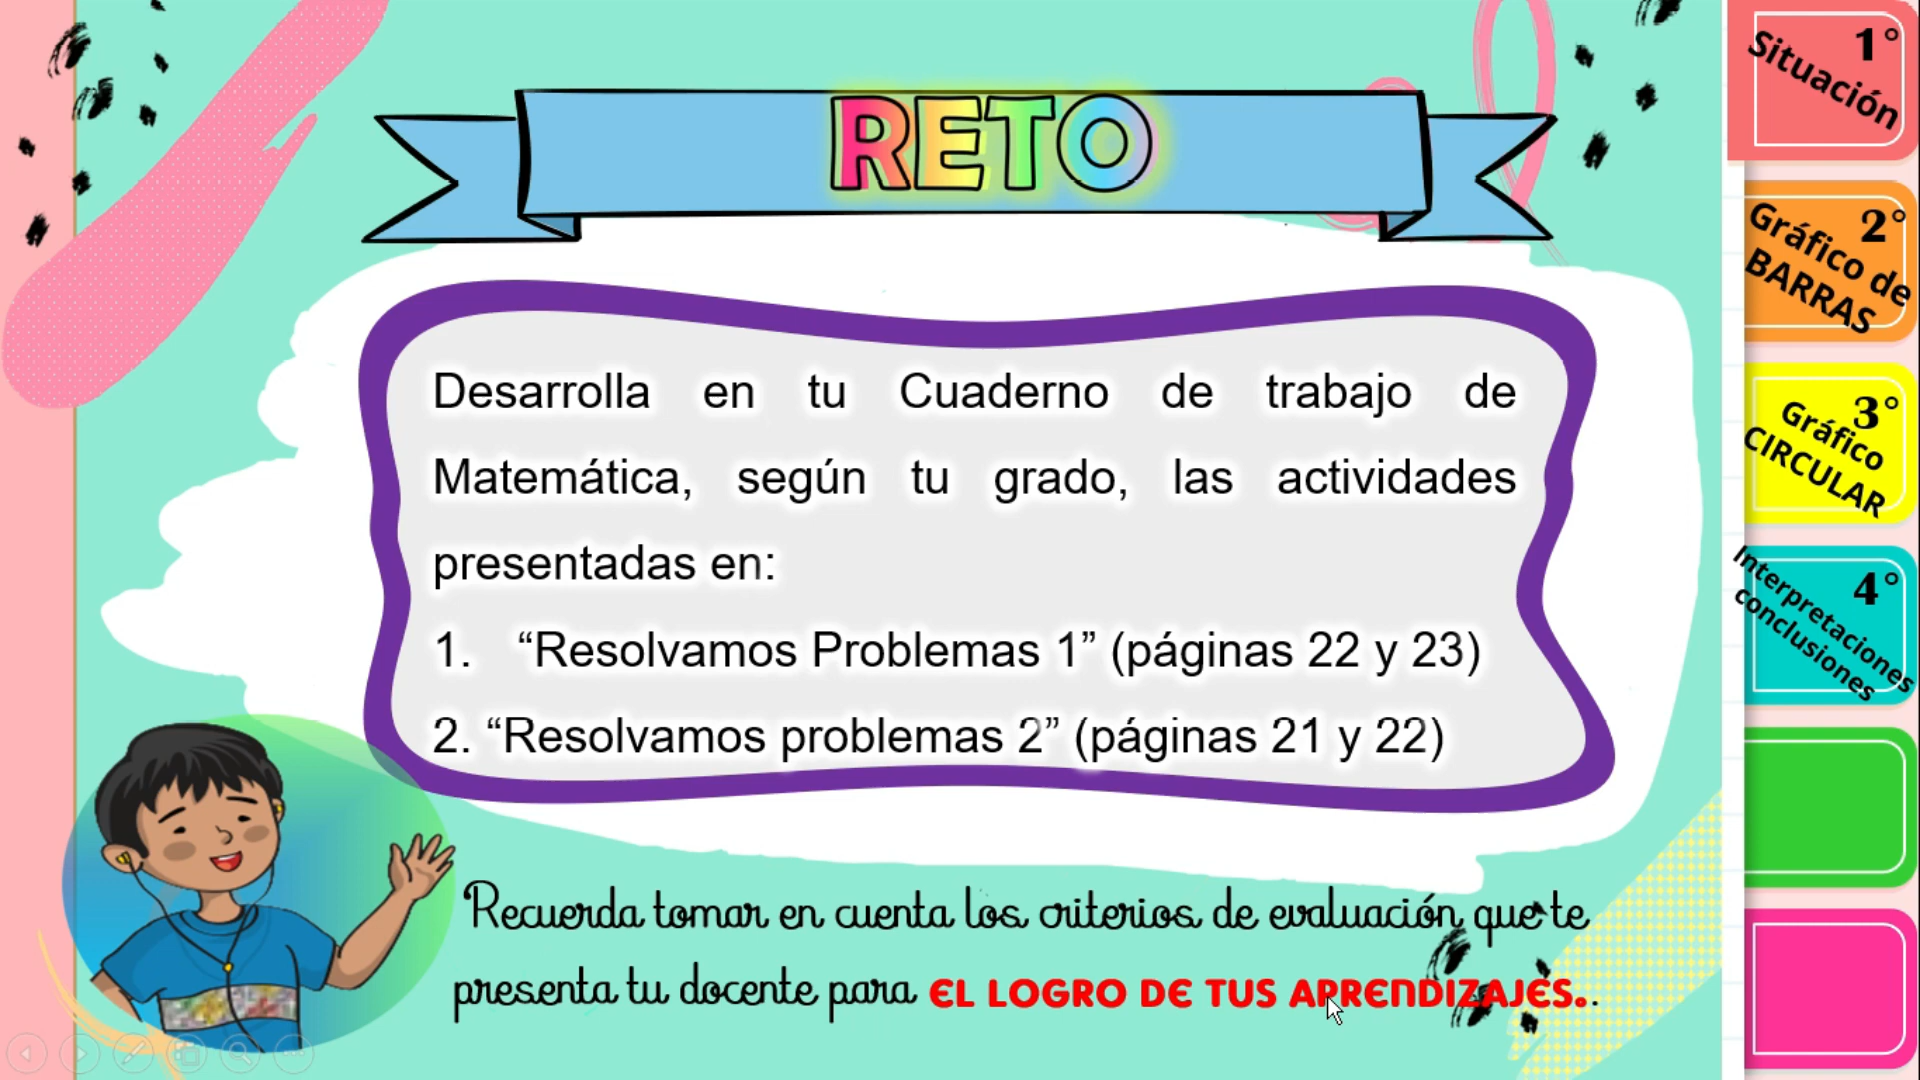 RETO
Desarrolla en tu Cuaderno de trabajo de
Matemática, según tu grado, las actividades
presentadas en:
1. “Resolvamos Problemas 1” (páginas 22 y 23)
2. “Resolvamos problemas 2” (páginas 21 y 22)
Recuerda tomar en cuenta los criterios de evaluación que te
presenta tu docente para EL LOGRO DE TUS APRENDIZAJES..
1°
Situación
2°
Gráfico de
BARRAS
3°
Gráfico
CIRCULAR
4°
Interpretaciones
conclusiones